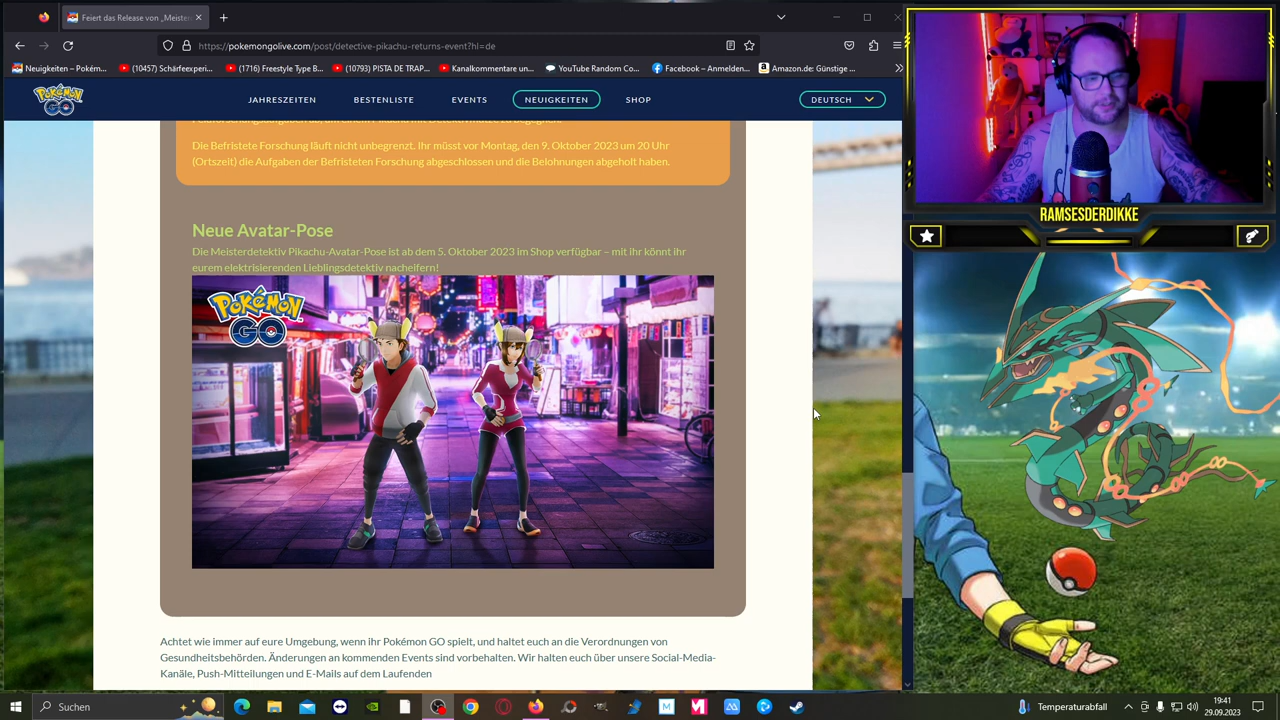 Feiert das Release von „Meister
https://pokemongolive.com/post/detective-pikachu-returns-event?hl=de
Neuigkeiten – Pokém...
(10457) Schärfeexperi...
(1716) Freestyle Type B...
(10793) PISTA DE TRAP...
Kanalkommentare un...
YouTube Random Co...
Facebook – Anmelden...
Amazon.de: Günstige ...
POKÉMON GO
JAHRESZEITEN
BESTENLISTE
EVENTS
NEUIGKEITEN
SHOP
DEUTSCH
Die Befristete Forschung läuft nicht unbegrenzt. Ihr müsst vor Montag, den 9. Oktober 2023 um 20 Uhr
(Ortszeit) die Aufgaben der Befristeten Forschung abgeschlossen und die Belohnungen abgeholt haben.
Neue Avatar-Pose
Die Meisterdetektiv Pikachu-Avatar-Pose ist ab dem 5. Oktober 2023 im Shop verfügbar – mit ihr könnt ihr
eurem elektrisierenden Lieblingsdetektiv nacheifern!
POKÉMON
GO
Achtet wie immer auf eure Umgebung, wenn ihr Pokémon GO spielt, und haltet euch an die Verordnungen von
Gesundheitsbehörden. Änderungen an kommenden Events sind vorbehalten. Wir halten euch über unsere Social-Media-
Kanäle, Push-Mitteilungen und E-Mails auf dem Laufenden
RAMSESDERDIKKE
Suchen
Temperaturabfall
19:41
29.09.2023